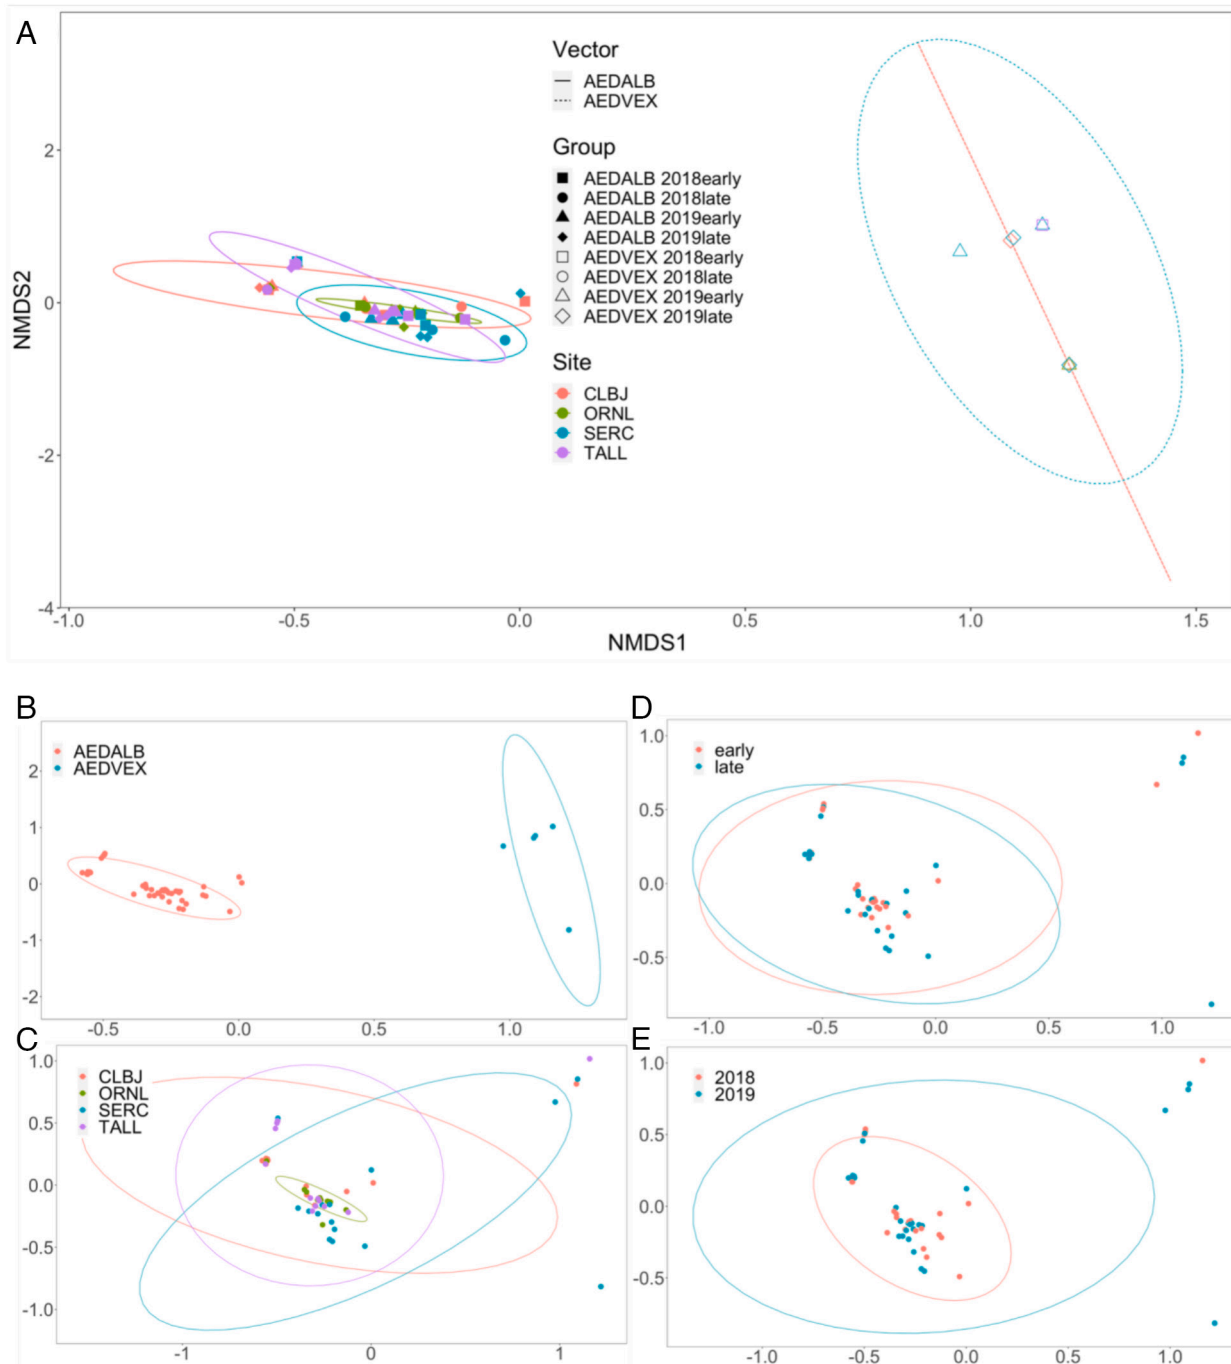 A
Vector
AEDALB
AEDVEX
Group
AEDALB 2018early
AEDALB 2018late
AEDALB 2019early
AEDALB 2019late
AEDVEX 2018early
AEDVEX 2018late
AEDVEX 2019early
AEDVEX 2019late
Site
CLBJ
ORNL
SERC
TALL
NMDS2
2
0
-2
-4
-1.0
-0.5
0.0
0.5
1.0
1.5
NMDS1
B
AEDALB
AEDVEX
2
1
0
-1
-2
-0.5
0.0
0.5
1.0
D
early
late
1.0
0.5
0.0
-0.5
-1.0
-0.5
0.0
0.5
1.0
C
CLBJ
ORNL
SERC
TALL
1.0
0.5
0.0
-0.5
-1.0
-1
0
1
E
2018
2019
1.0
0.5
0.0
-0.5
-1.0
-0.5
0.0
0.5
1.0